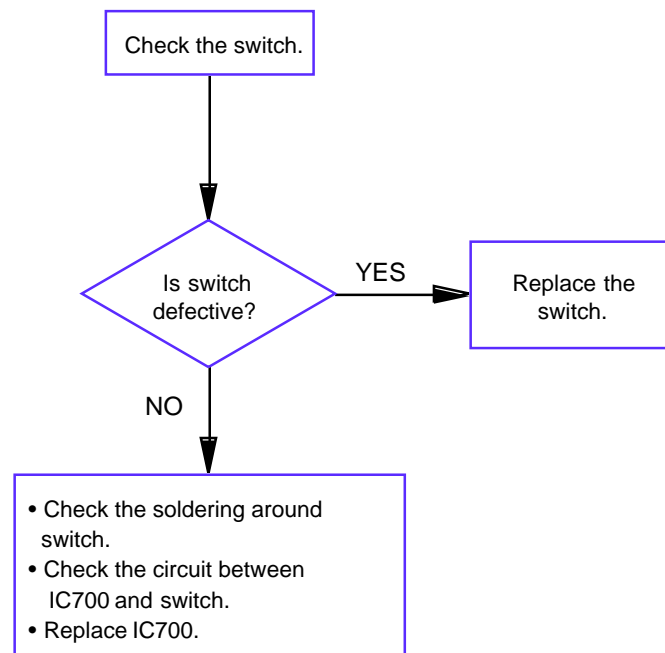 Check the switch.
Is switch
defective?
YES
Replace the
switch.
NO
• Check the soldering around
switch.
• Check the circuit between
IC700 and switch.
• Replace IC700.